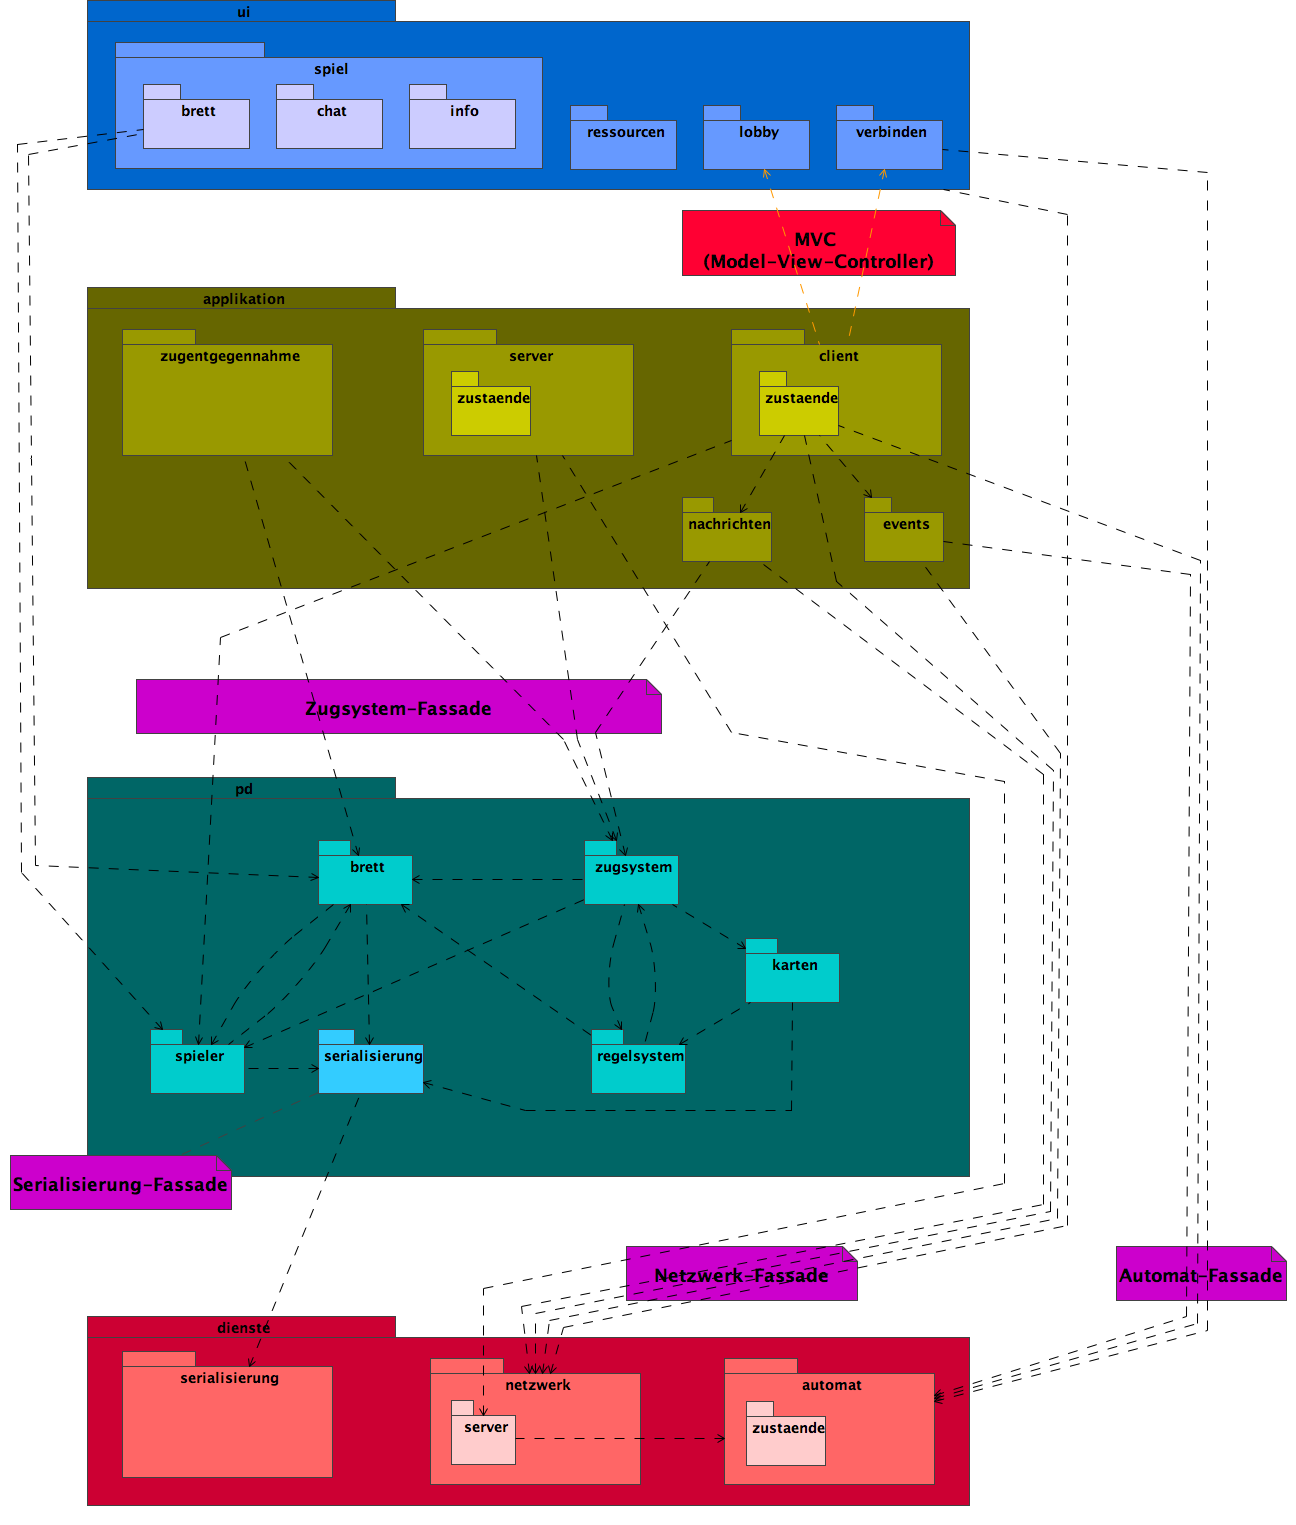 ui
spiel
brett
chat
info
ressourcen
lobby
verbinden
MVC
(Model-View-Controller)
applikation
zugentgegennahme
server
zustaende
client
zustaende
nachrichten
events
Zugsystem-Fassade
pd
brett
zugsystem
karten
spieler
serialisierung
regelsystem
Serialisierung-Fassade
Netzwerk-Fassade
Automat-Fassade
dienste
serialisierung
netzwerk
server
automat
zustaende